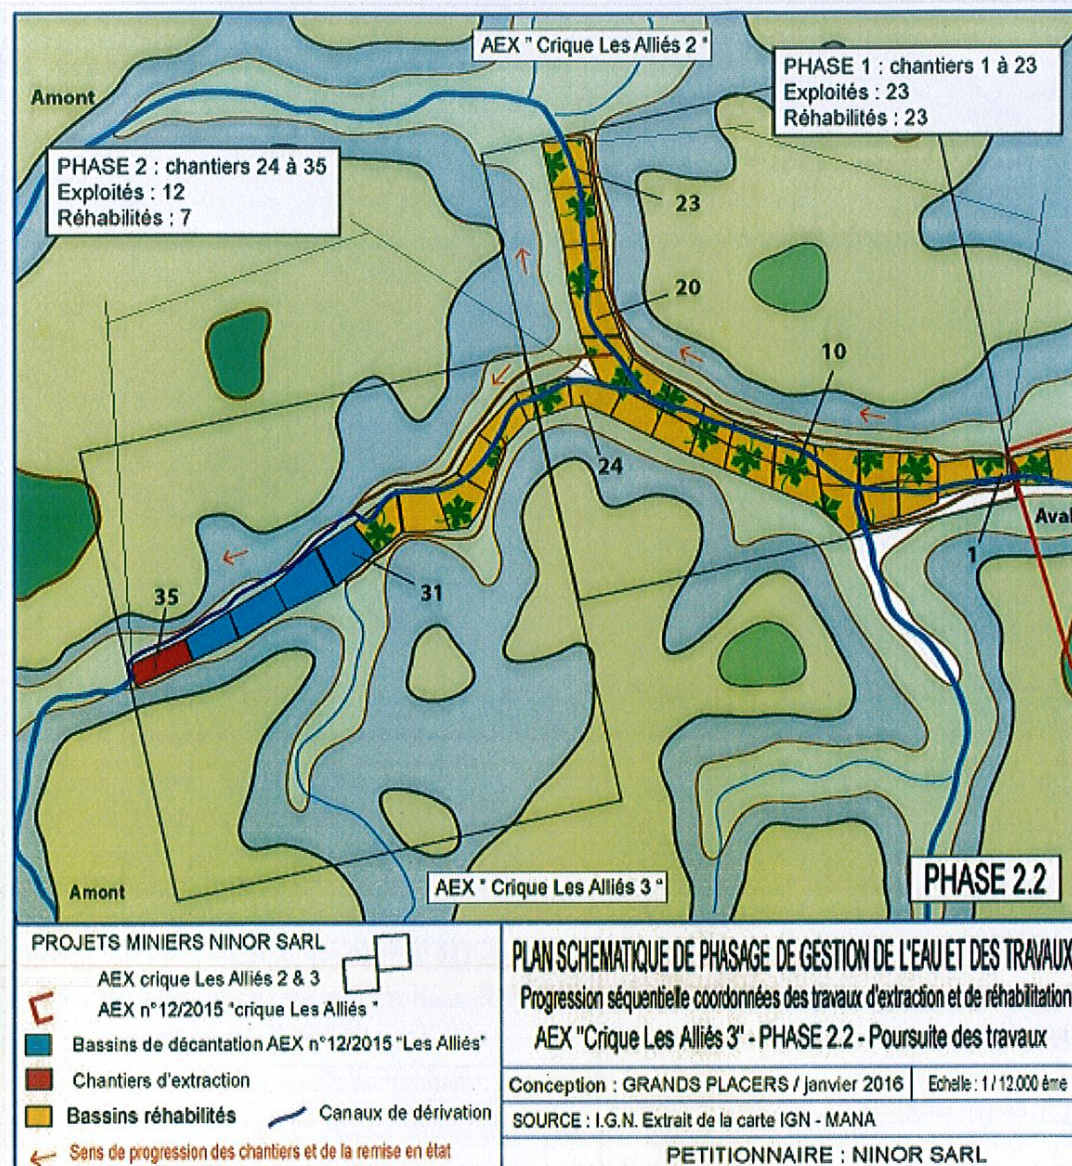 AEX " Crique Les Alliés 2 "
PHASE 1 : chantiers 1 à 23
Exploités : 23
Réhabilités : 23
Amont
PHASE 2 : chantiers 24 à 35
Exploités : 12
Réhabilités : 7
23
20
10
24
Aval
1
31
35
Amont
AEX " Crique Les Alliés 3 "
PHASE 2.2
PROJETS MINIERS NINOR SARL
AEX crique Les Alliés 2 & 3
AEX n°12/2015 "crique Les Alliés "
Bassins de décantation AEX n°12/2015 "Les Alliés"
Chantiers d'extraction
Bassins réhabilités
Canaux de dérivation
Sens de progression des chantiers et de la remise en état
PLAN SCHEMATIQUE DE PHASAGE DE GESTION DE L'EAU ET DES TRAVAUX
Progression séquentielle coordonnées des travaux d'extraction et de réhabilitation
AEX "Crique Les Alliés 3" - PHASE 2.2 - Poursuite des travaux
Conception : GRANDS PLACERS / janvier 2016
Echelle : 1 / 12.000 ème
SOURCE : I.G.N. Extrait de la carte IGN - MANA
PETITIONNAIRE : NINOR SARL